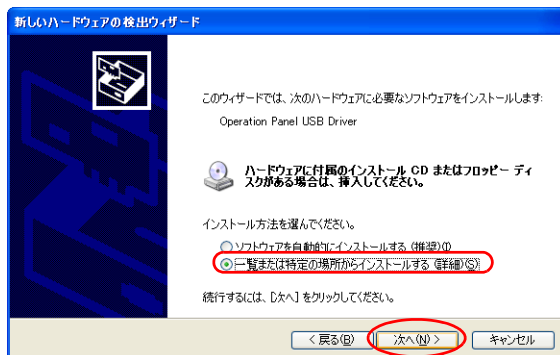 新しいハードウェアの検出ウィザード
このウィザードでは、次のハードウェアに必要なソフトウェアをインストールします:
Operation Panel USB Driver
ハードウェアに付属のインストール CD またはフロッピー ディ
スクがある場合は、挿入してください。
インストール方法を選んでください。
ソフトウェアを自動的にインストールする (推奨)(I)
一覧または特定の場所からインストールする (詳細)(S)
続行するには、[次へ] をクリックしてください。
< 戻る(B) 次へ(N) > キャンセル